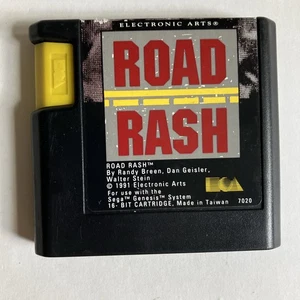 ELECTRONIC ARTS®
ROAD
RASH
ROAD RASH™
By Randy Breen, Dan Geisler,
Walter Stein
© 1991 Electronic Arts
For use with the
Sega™ Genesis™ System
16- BIT CARTRIDGE, Made in Taiwan 7020